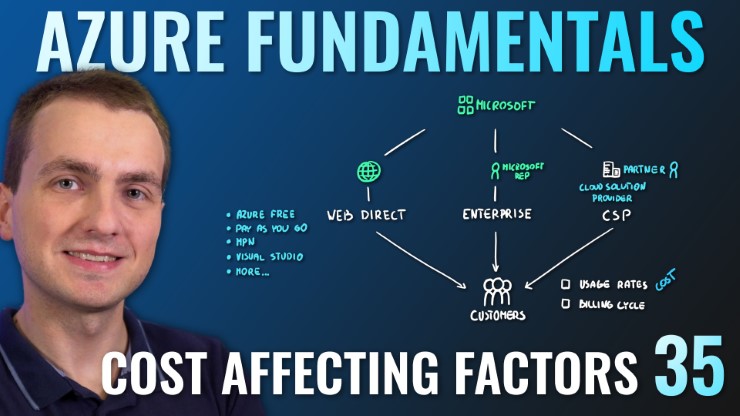 AZURE FUNDAMENTALS
MICROSOFT
MICROSOFT
REP
PARTNER
CLOUD SOLUTION
PROVIDER
WEB DIRECT
ENTERPRISE
CSP
• AZURE FREE
• PAY AS YOU GO
• MPN
• VISUAL STUDIO
• MORE...
CUSTOMERS
USAGE RATES COST
BILLING CYCLE
COST AFFECTING FACTORS 35